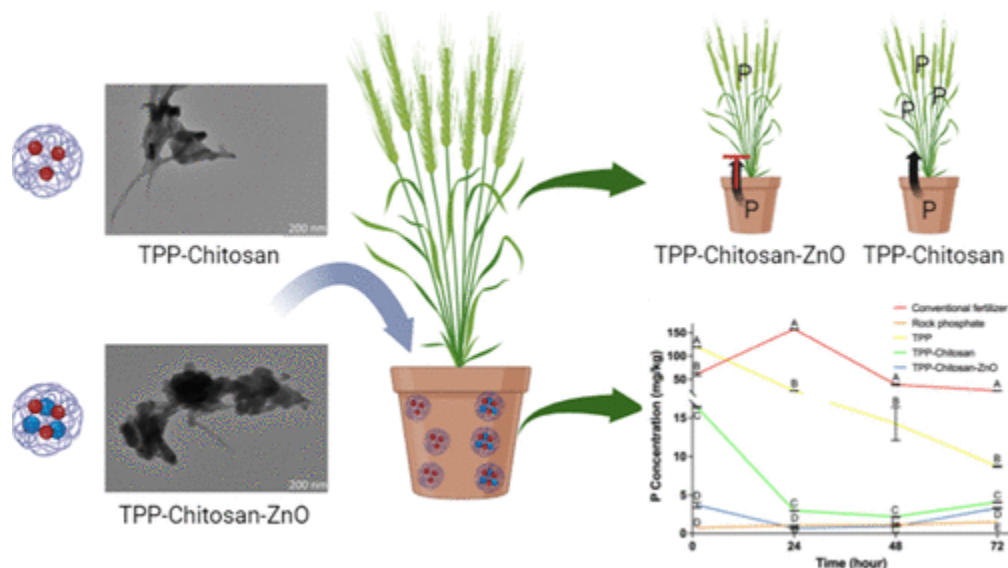 200 nm
TPP-Chitosan
200 nm
TPP-Chitosan-ZnO
P
P
TPP-Chitosan-ZnO
P
P
P
P
TPP-Chitosan
Conventional fertilizer
Rock phosphate
TPP
TPP-Chitosan
TPP-Chitosan-ZnO
P Concentration (mg/kg)
150
100
50
15
10
5
0
0
24
48
72
Time (hour)
A
B
C
D
D
A
B
C
D
A
B
C
D
A
B
C
D